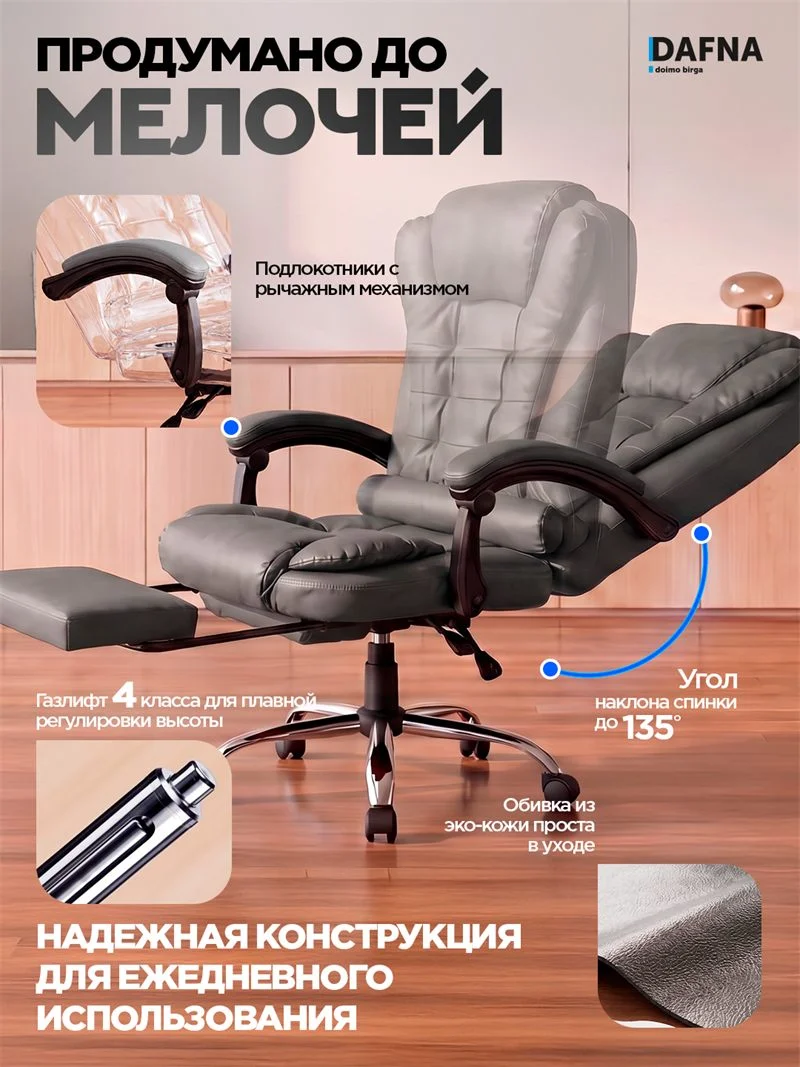 ПРОДУМАНО ДО
МЕЛОЧЕЙ
DAFNA
doimo birga
Подлокотники с
рычажным механизмом
Газлифт 4 класса для плавной
регулировки высоты
Угол
наклона спинки
до 135°
Обивка из
эко-кожи проста
в уходе
НАДЕЖНАЯ КОНСТРУКЦИЯ
ДЛЯ ЕЖЕДНЕВНОГО
ИСПОЛЬЗОВАНИЯ